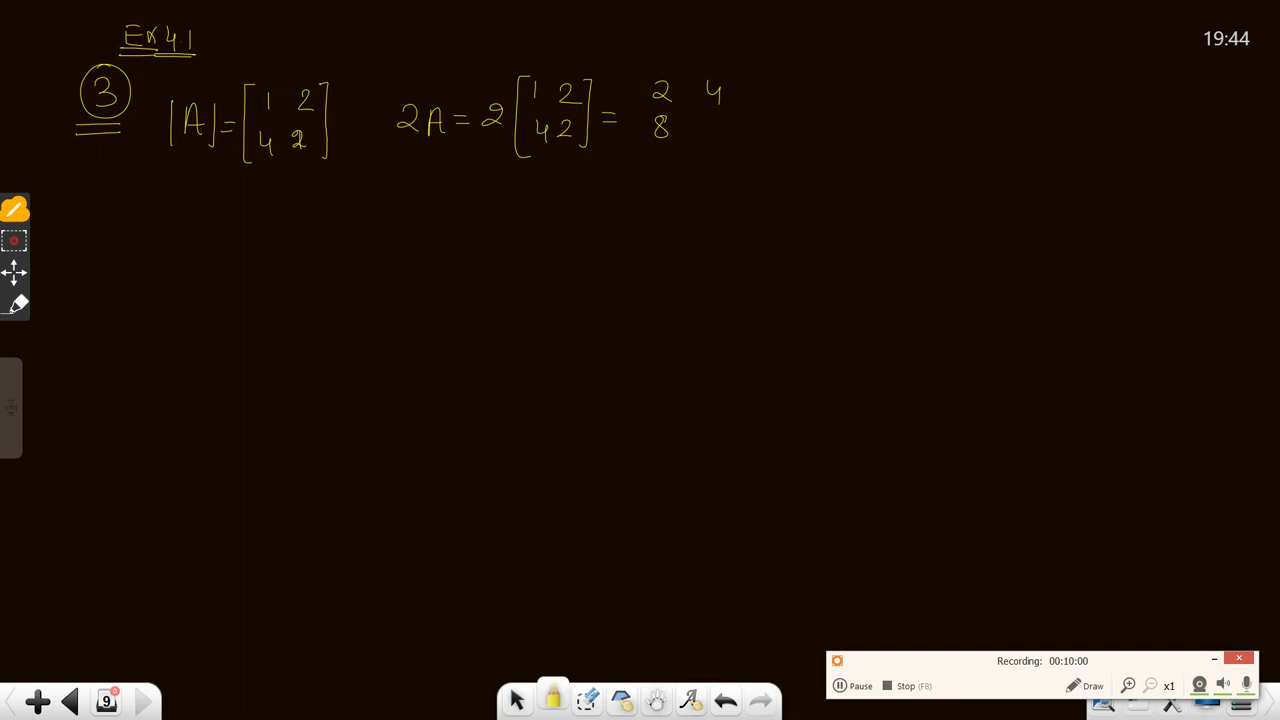 Ex 4.1
19:44
3 |A| = [1 2 2A = 2 [1 2 = 2 4
4 2] 4 2] 8
Recording: 00:10:00
Pause Stop (F8) Draw x1
9 8